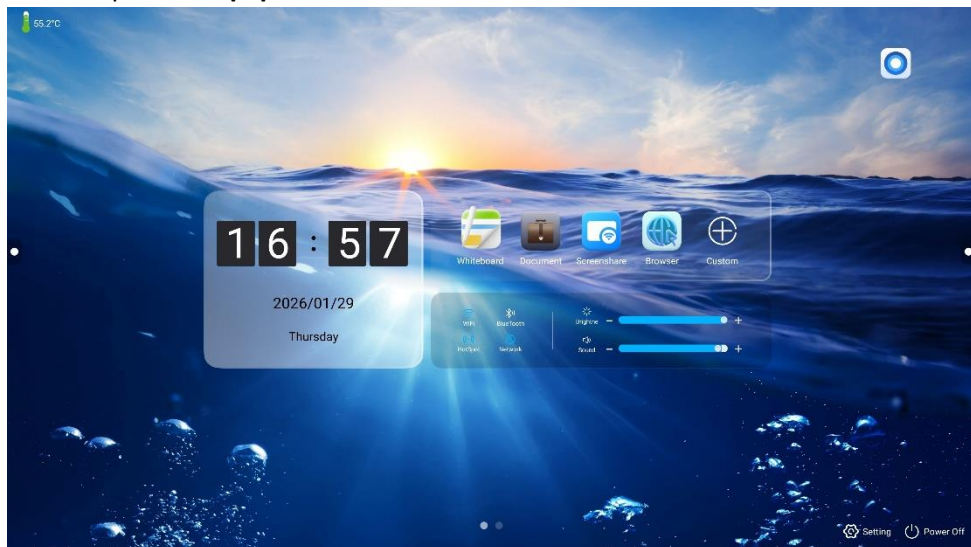 55.2°C
16:57
2026/01/29
Thursday
Whiteboard Document Screenshare Browser Custom
WiFi BlueTooth Brightne - +
HotSpot Network Sound - +
Setting Power Off